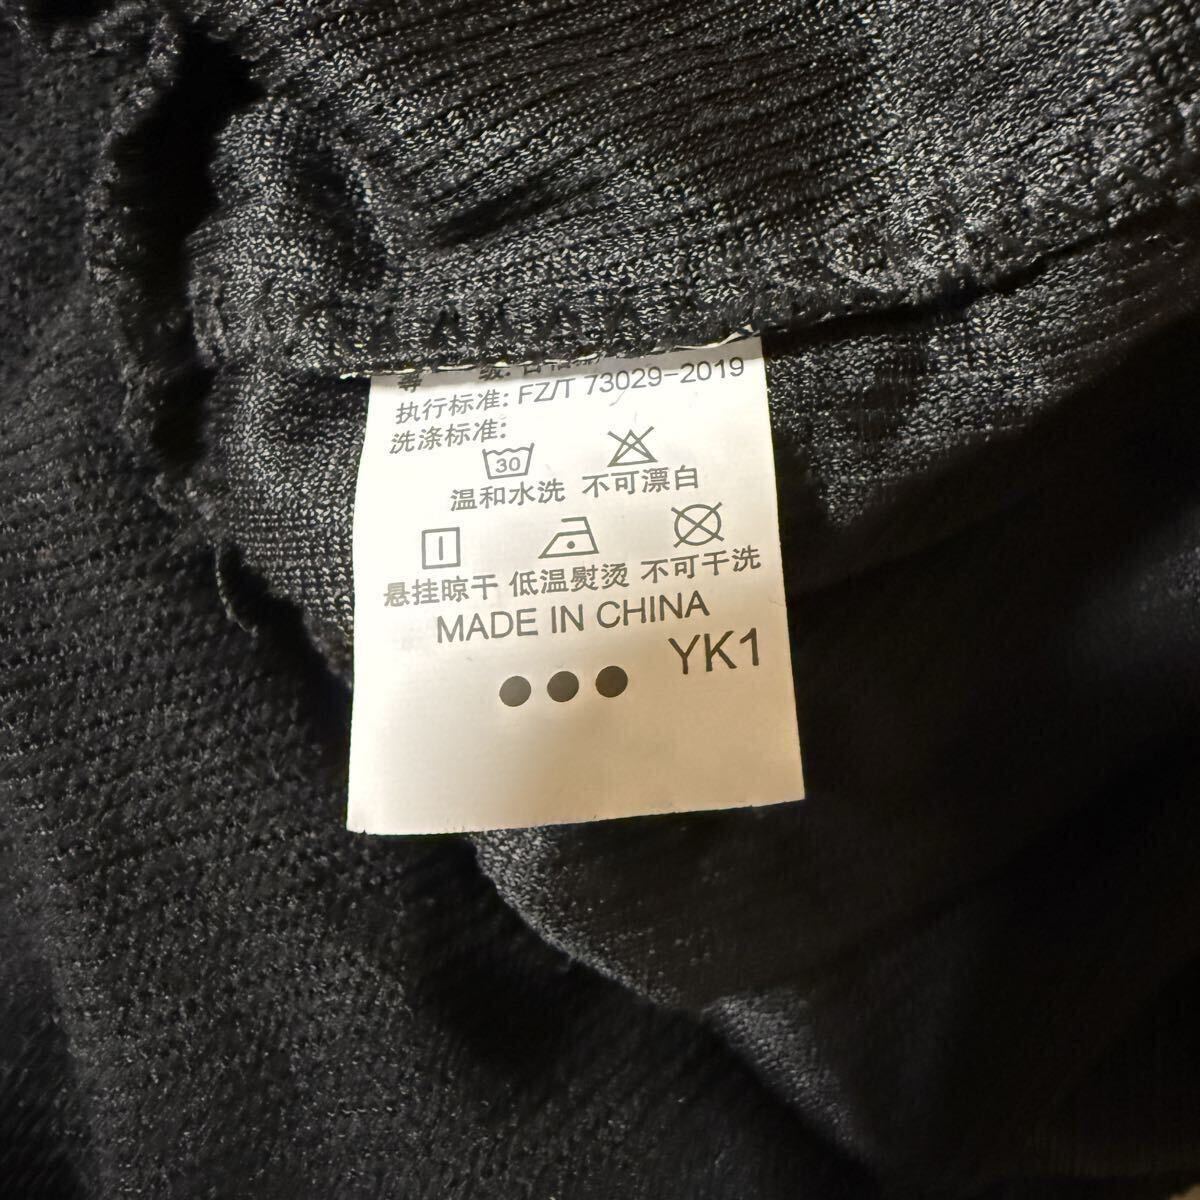 执行标准: FZ/T 73029-2019
洗涤标准:
30
温和水洗 不可漂白
悬挂晾干 低温熨烫 不可干洗
MADE IN CHINA
YK1